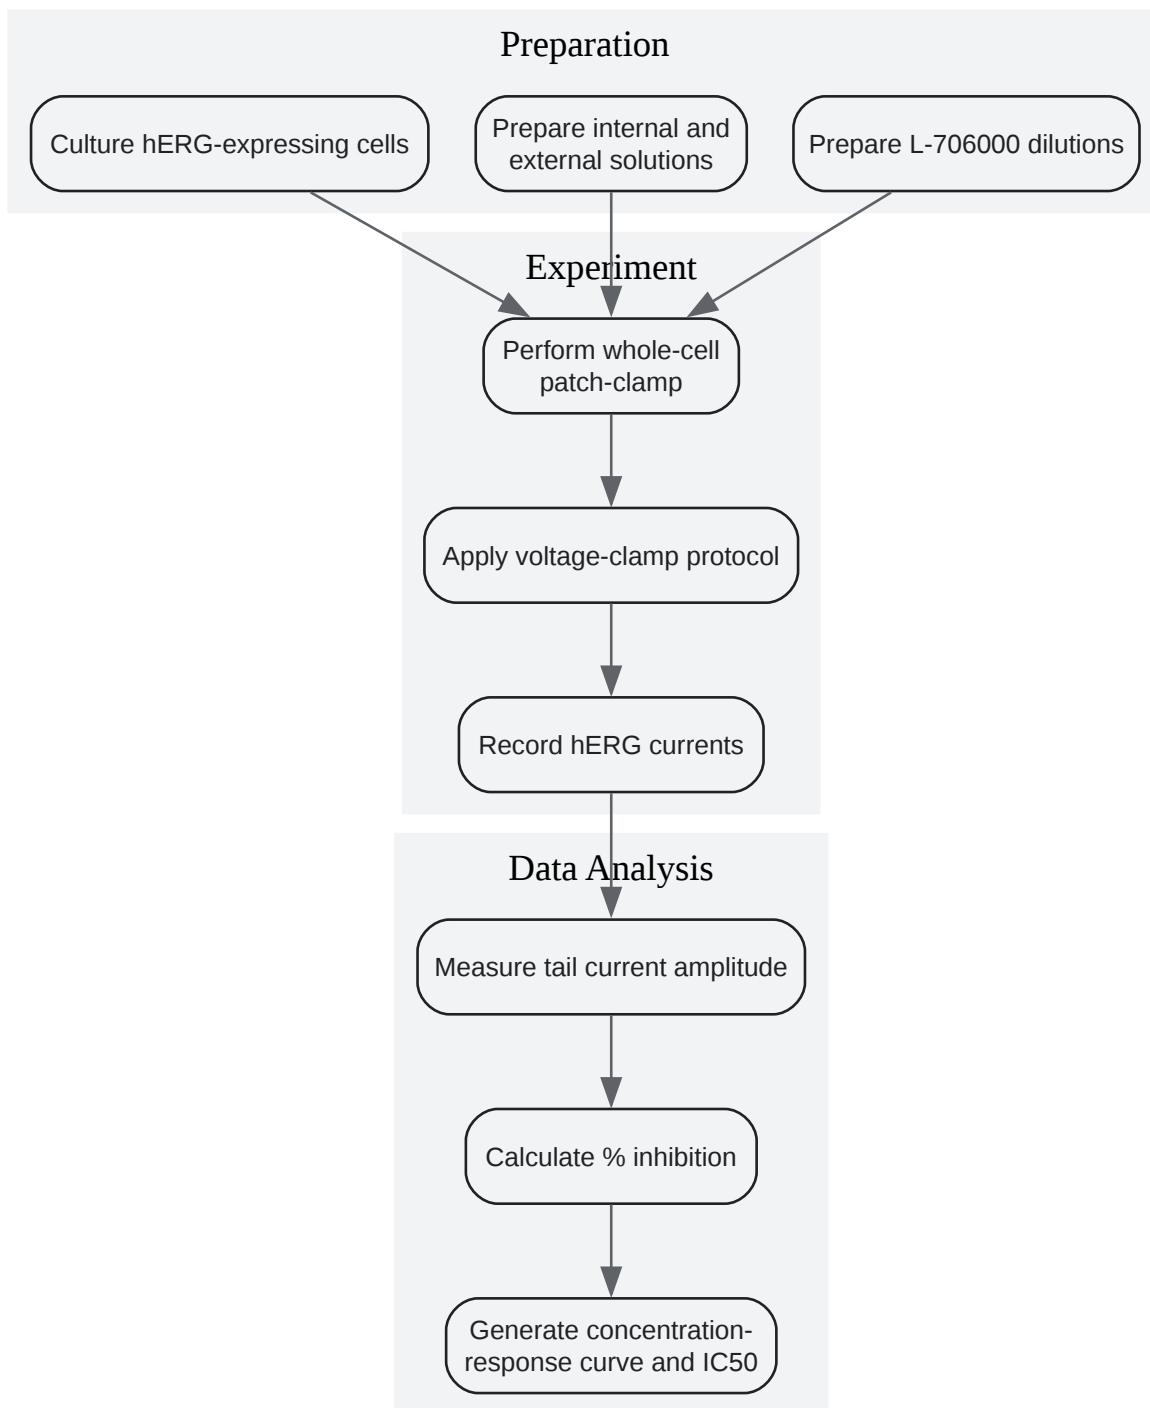 Preparation
Culture hERG-expressing cells
Prepare internal and
external solutions
Prepare L-706000 dilutions
Experiment
Perform whole-cell
patch-clamp
Apply voltage-clamp protocol
Record hERG currents
Data Analysis
Measure tail current amplitude
Calculate % inhibition
Generate concentration-
response curve and IC50